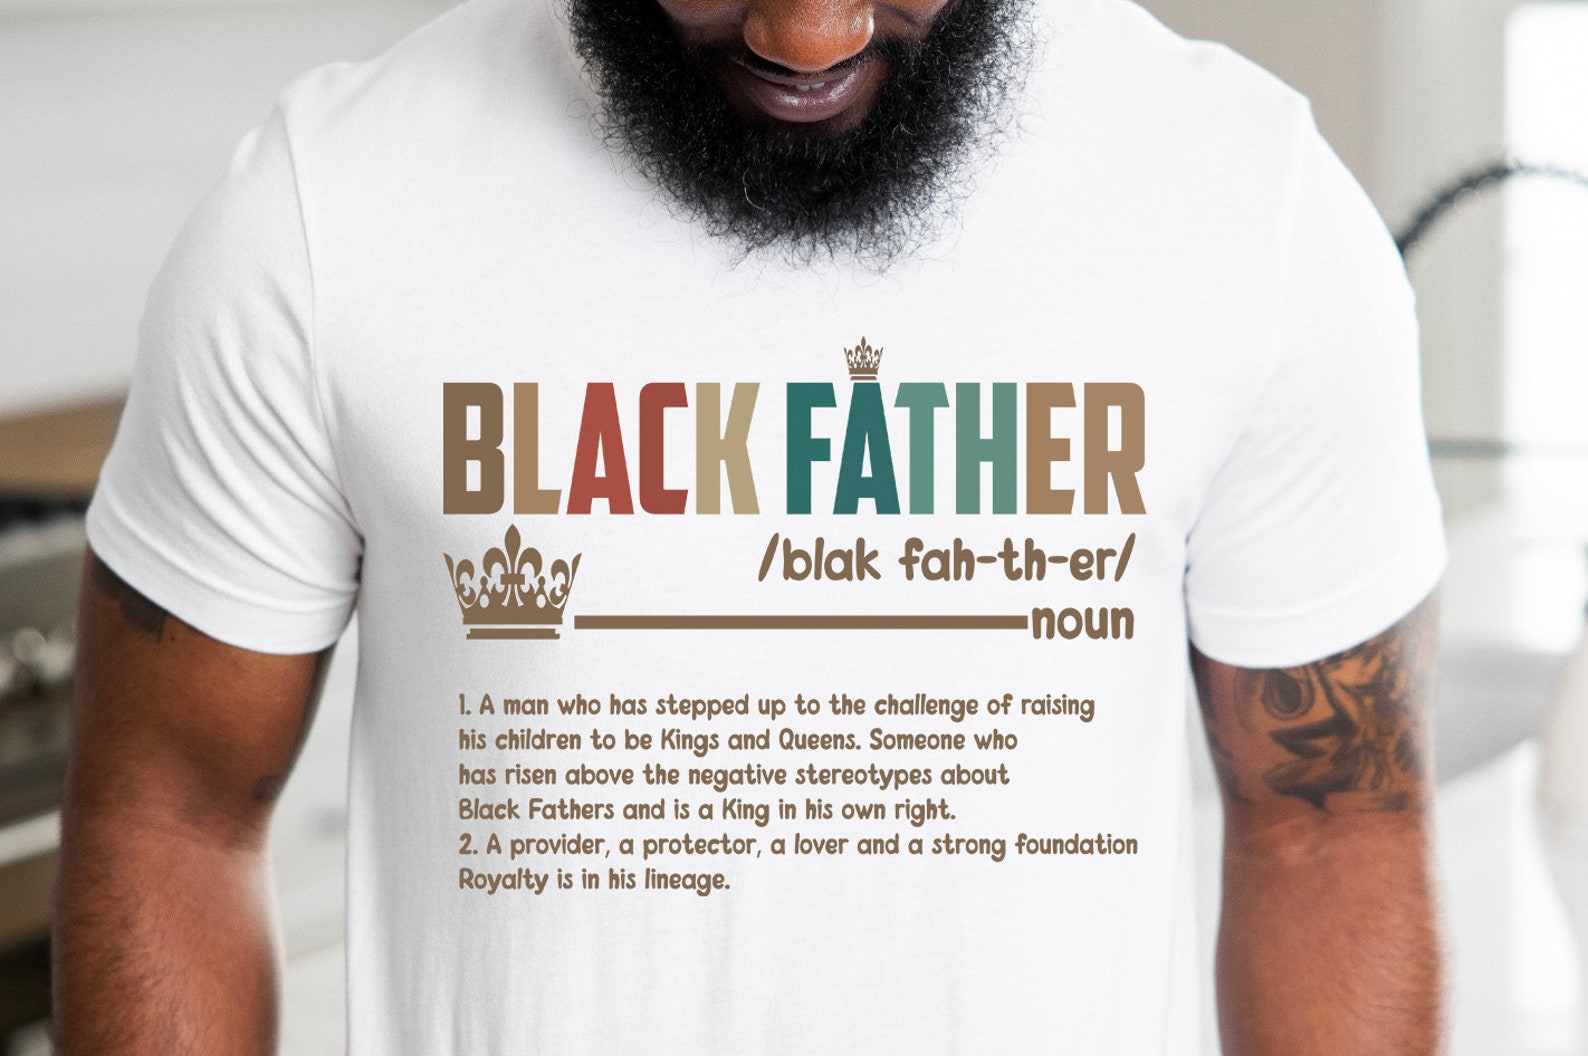 BLACK FATHER
/blak fah-th-er/
noun
1. A man who has stepped up to the challenge of raising
his children to be Kings and Queens. Someone who
has risen above the negative stereotypes about
Black Fathers and is a King in his own right.
2. A provider, a protector, a lover and a strong foundation
Royalty is in his lineage.